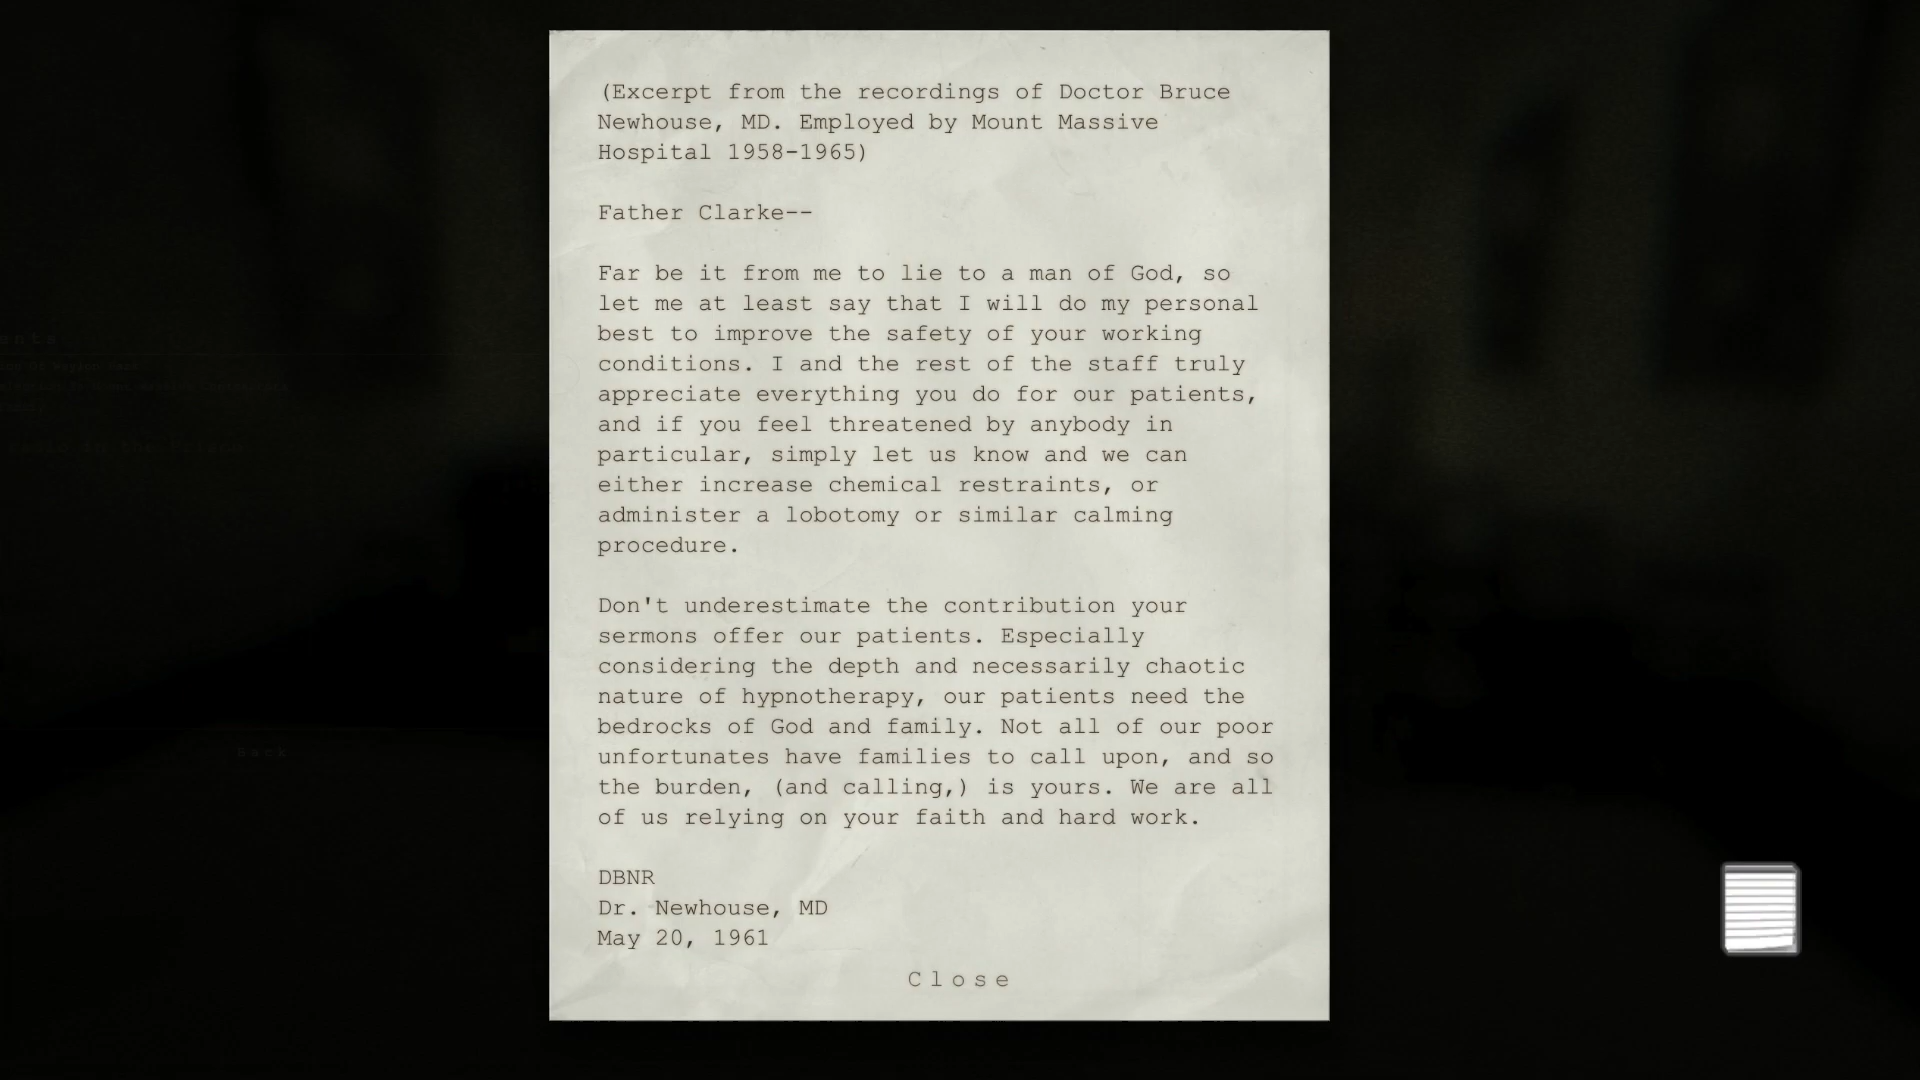 (Excerpt from the recordings of Doctor Bruce
Newhouse, MD. Employed by Mount Massive
Hospital 1958-1965)
Father Clarke--
Far be it from me to lie to a man of God, so
let me at least say that I will do my personal
best to improve the safety of your working
conditions. I and the rest of the staff truly
appreciate everything you do for our patients,
and if you feel threatened by anybody in
particular, simply let us know and we can
either increase chemical restraints, or
administer a lobotomy or similar calming
procedure.
Don't underestimate the contribution your
sermons offer our patients. Especially
considering the depth and necessarily chaotic
nature of hypnotherapy, our patients need the
bedrocks of God and family. Not all of our poor
unfortunates have families to call upon, and so
the burden, (and calling,) is yours. We are all
of us relying on your faith and hard work.
DBNR
Dr. Newhouse, MD
May 20, 1961
Close
Back